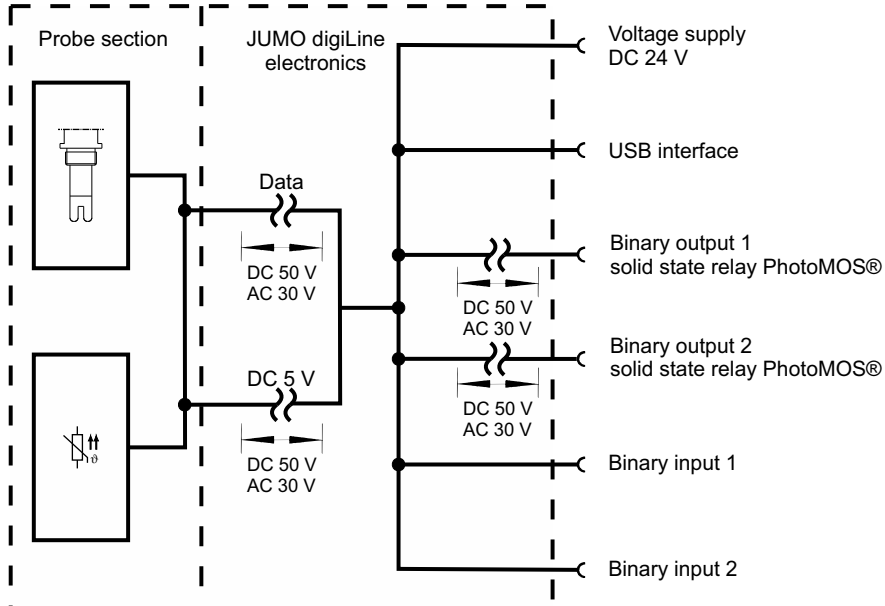 Probe section
JUMO digiLine
electronics
Voltage supply
DC 24 V
USB interface
Data
DC 50 V
AC 30 V
Binary output 1
solid state relay PhotoMOS®
DC 50 V
AC 30 V
Binary output 2
solid state relay PhotoMOS®
DC 50 V
AC 30 V
DC 5 V
DC 50 V
AC 30 V
ϑ
Binary input 1
Binary input 2